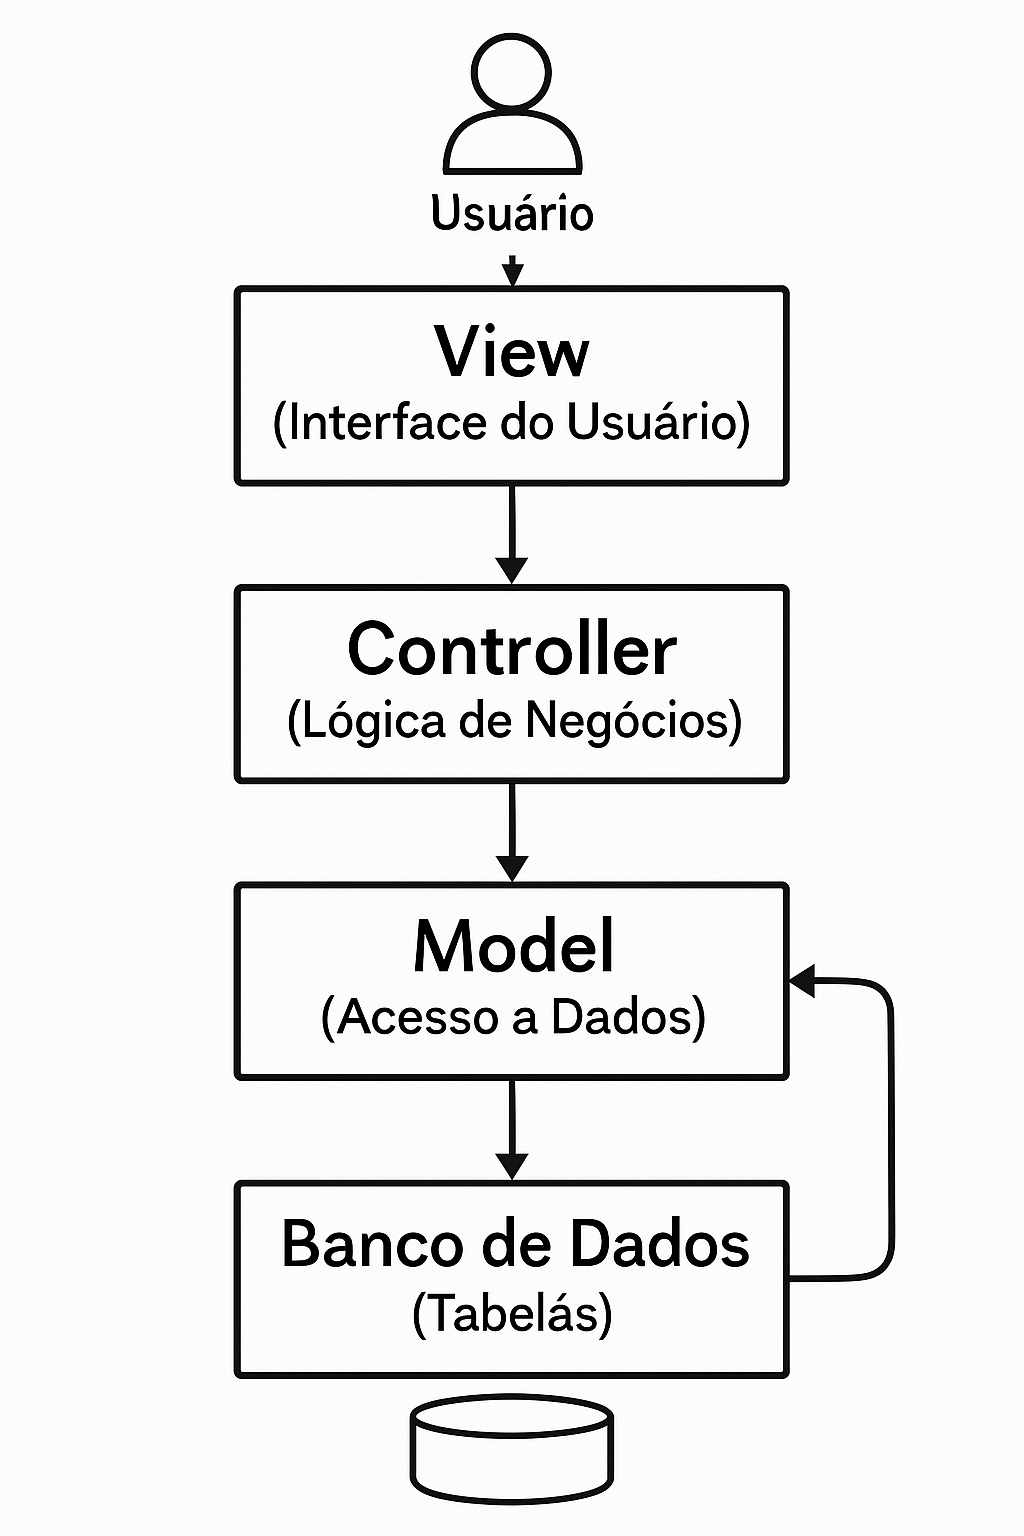 Usuário
View
(Interface do Usuário)
Controller
(Lógica de Negócios)
Model
(Acesso a Dados)
Banco de Dados
(Tabelás)